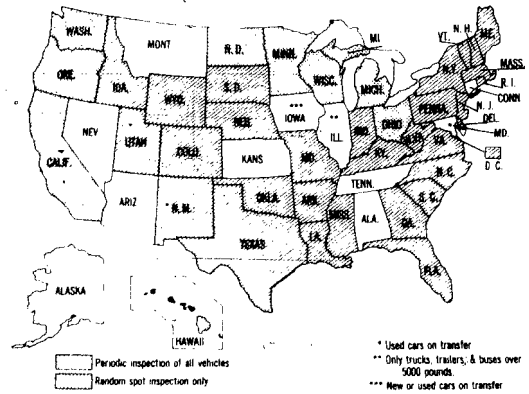 WASH.
MONT
N.D.
MINN.
MI.
VT.
N. H.
ME.
ORE.
IDA.
WYO.
S.D.
WISC.
MICH.
N.Y.
MASS.
R. I.
CONN
NEV
UTAH
COLO.
NEB.
***
IOWA
**
ILL.
IND.
OHIO
PENNA.
N. J.
DEL.
MD.
CALIF.
KANS
MO.
KY.
W.VA.
VA.
D C.
ARIZ
* N.M.
OKLA.
ARK.
TENN.
N.C.
S.C.
TEXAS
LA.
MISS.
ALA.
GA.
FLA.
ALASKA
HAWAII
Periodic inspection of all vehicles
Random spot inspection only
* Used cars on transfer
** Only trucks, trailers, & buses over
5000 pounds.
*** New or used cars on transfer